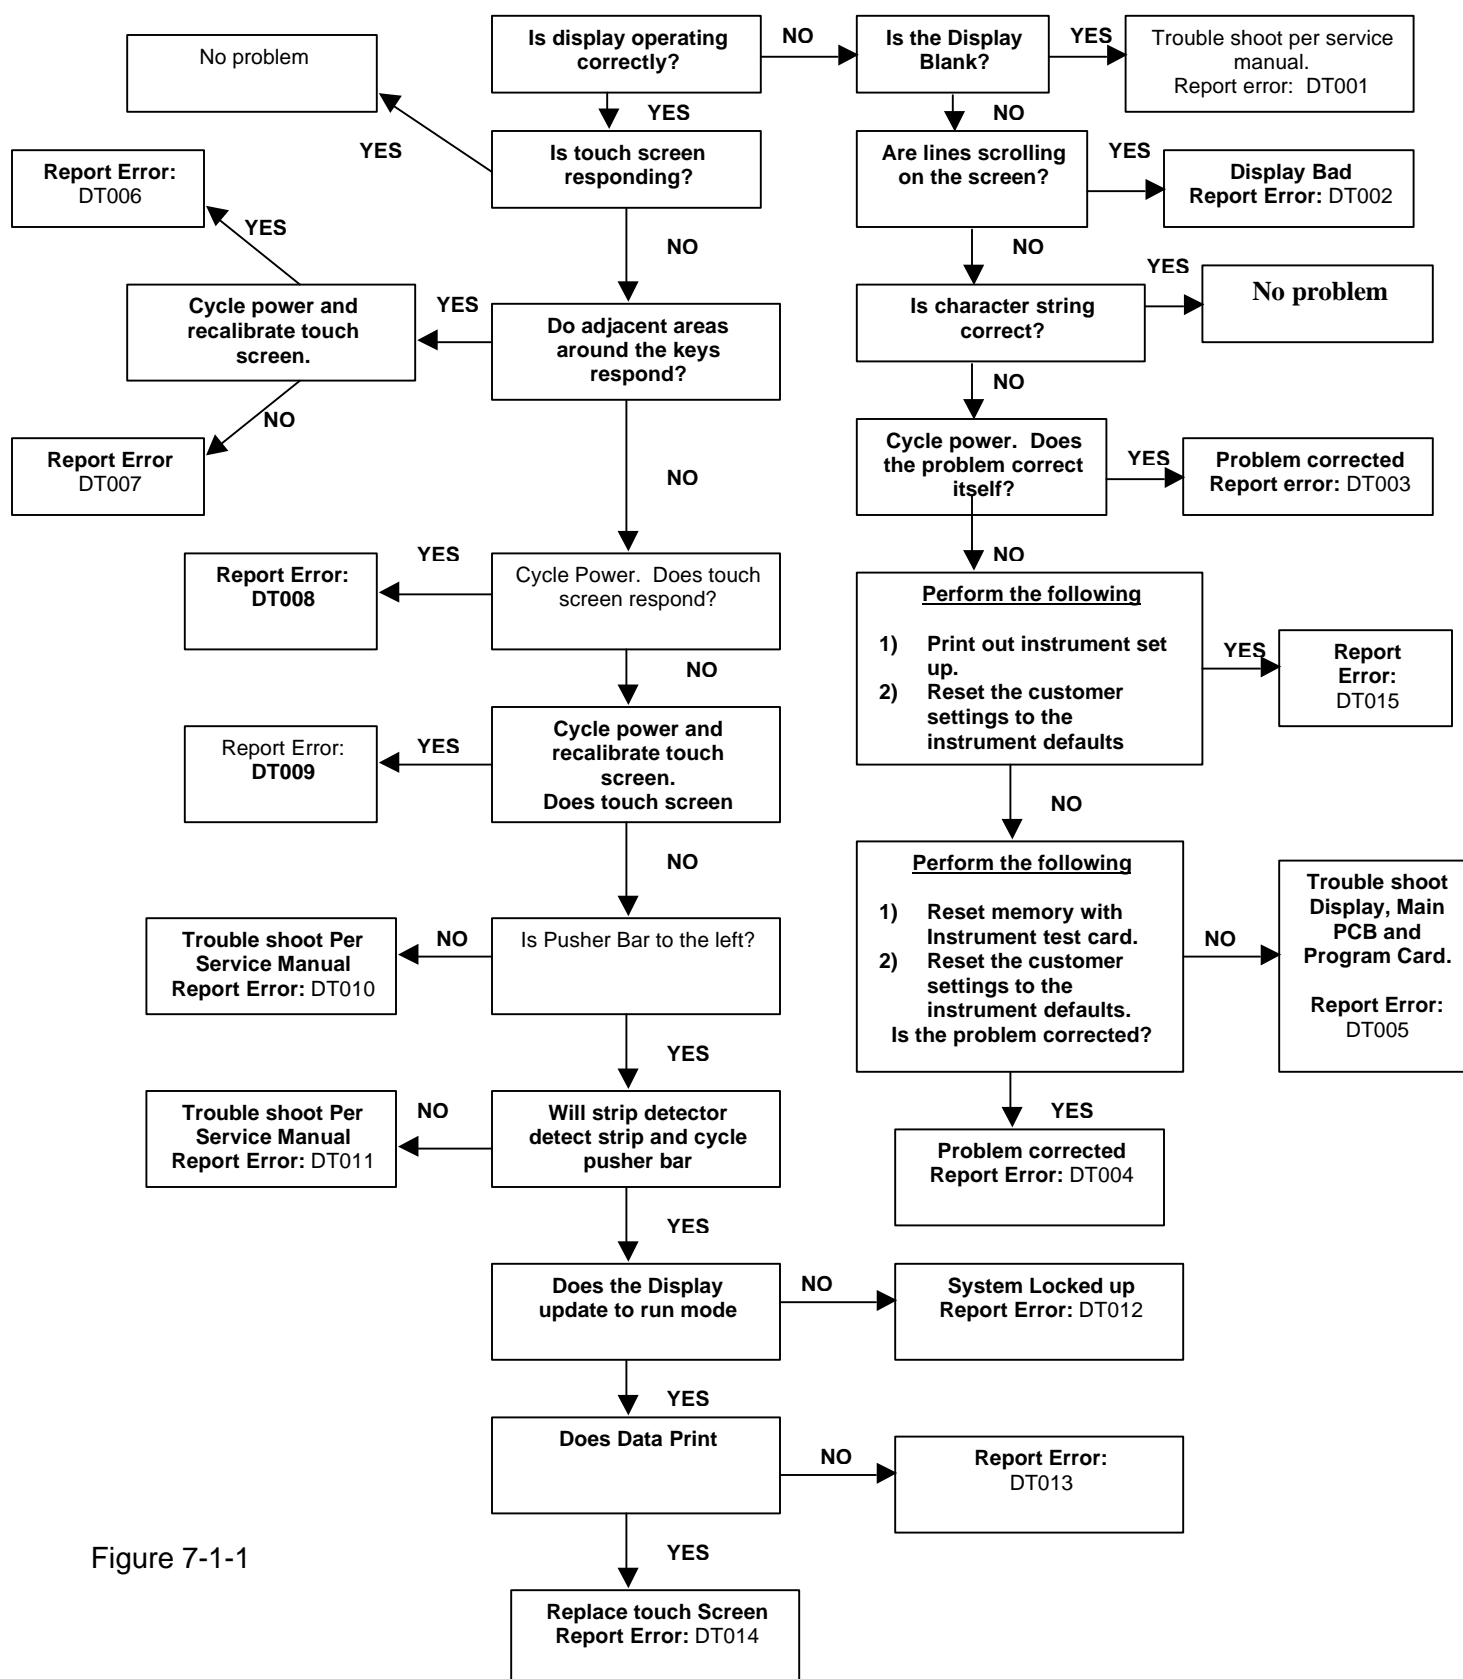 Is display operating
correctly?
NO
Is the Display
Blank?
YES
Trouble shoot per service
manual.
Report error: DT001
No problem
YES
NO
YES
Is touch screen
responding?
Are lines scrolling
on the screen?
YES
Display Bad
Report Error: DT002
Report Error:
DT006
YES
NO
NO
Cycle power and
recalibrate touch
screen.
YES
Do adjacent areas
around the keys
respond?
Is character string
correct?
YES
No problem
NO
NO
Report Error
DT007
NO
Cycle power. Does
the problem correct
itself?
YES
Problem corrected
Report error: DT003
NO
Report Error:
DT008
YES
Cycle Power. Does touch
screen respond?
NO
Perform the following
1) Print out instrument set
up.
2) Reset the customer
settings to the
instrument defaults
YES
Report
Error:
DT015
NO
Report Error:
DT009
YES
Cycle power and
recalibrate touch
screen.
Does touch screen
NO
Perform the following
1) Reset memory with
Instrument test card.
2) Reset the customer
settings to the
instrument defaults.
Is the problem corrected?
NO
Trouble shoot
Display, Main
PCB and
Program Card.
Report Error:
DT005
Trouble shoot Per
Service Manual
Report Error: DT010
NO
Is Pusher Bar to the left?
YES
YES
Problem corrected
Report Error: DT004
Trouble shoot Per
Service Manual
Report Error: DT011
NO
Will strip detector
detect strip and cycle
pusher bar
YES
Does the Display
update to run mode
NO
System Locked up
Report Error: DT012
YES
Does Data Print
NO
Report Error:
DT013
YES
Figure 7-1-1
Replace touch Screen
Report Error: DT014